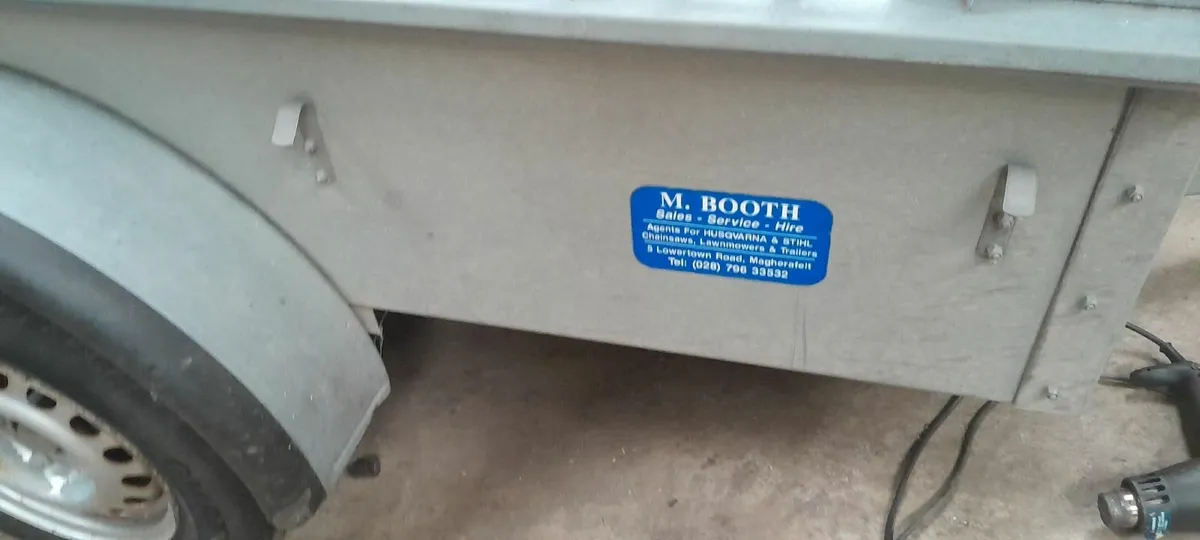 M. BOOTH
Sales - Service - Hire
Agents For HUSQVARNA & STIHL
Chainsaws, Lawnmowers & Trailers
5 Lowertown Road, Magherafelt
Tel: (028) 796 33532